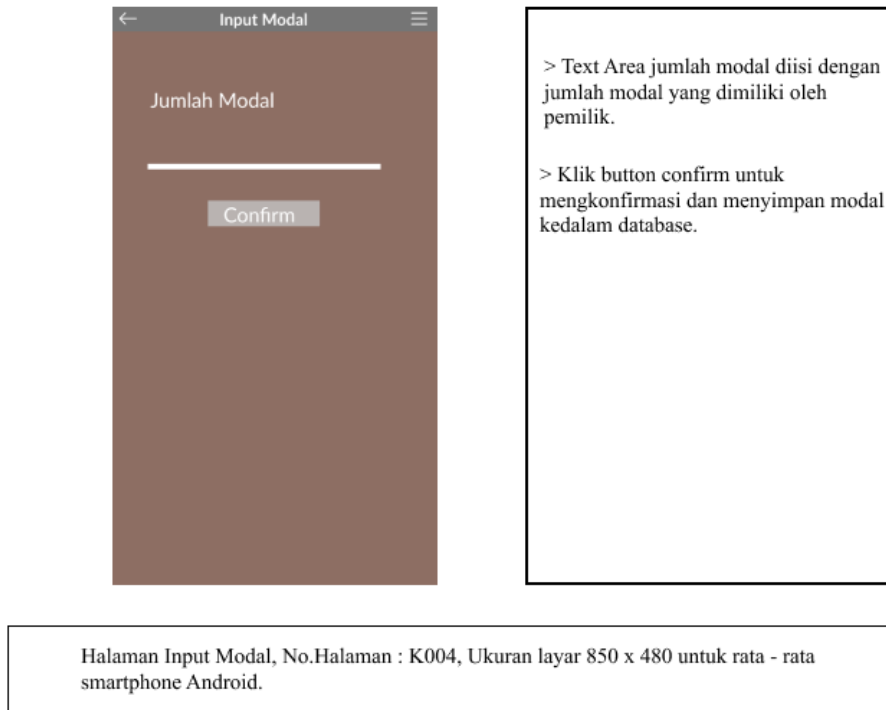 Input Modal
Jumlah Modal
Confirm
> Text Area jumlah modal diisi dengan
jumlah modal yang dimiliki oleh
pemilik.
> Klik button confirm untuk
mengkonfirmasi dan menyimpan modal
kedalam database.
Halaman Input Modal, No.Halaman : K004, Ukuran layar 850 x 480 untuk rata - rata
smartphone Android.